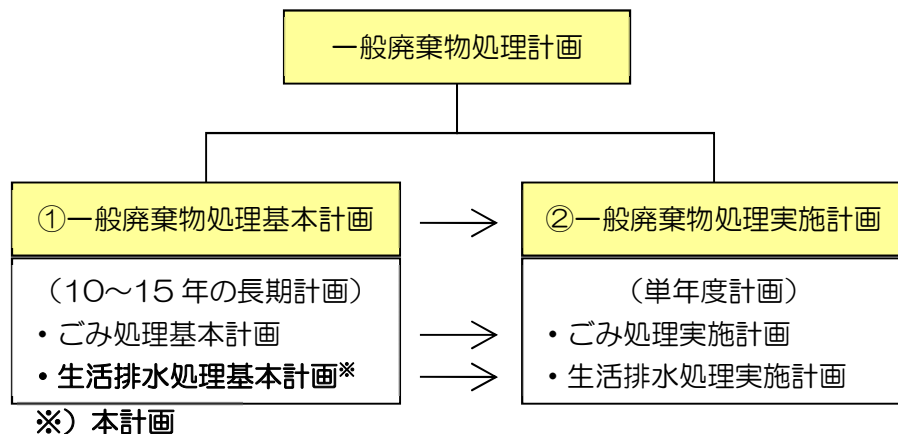 一般廃棄物処理計画
①一般廃棄物処理基本計画
（10～15年の長期計画）
・ごみ処理基本計画
・生活排水処理基本計画※
※）本計画
②一般廃棄物処理実施計画
（単年度計画）
・ごみ処理実施計画
・生活排水処理実施計画